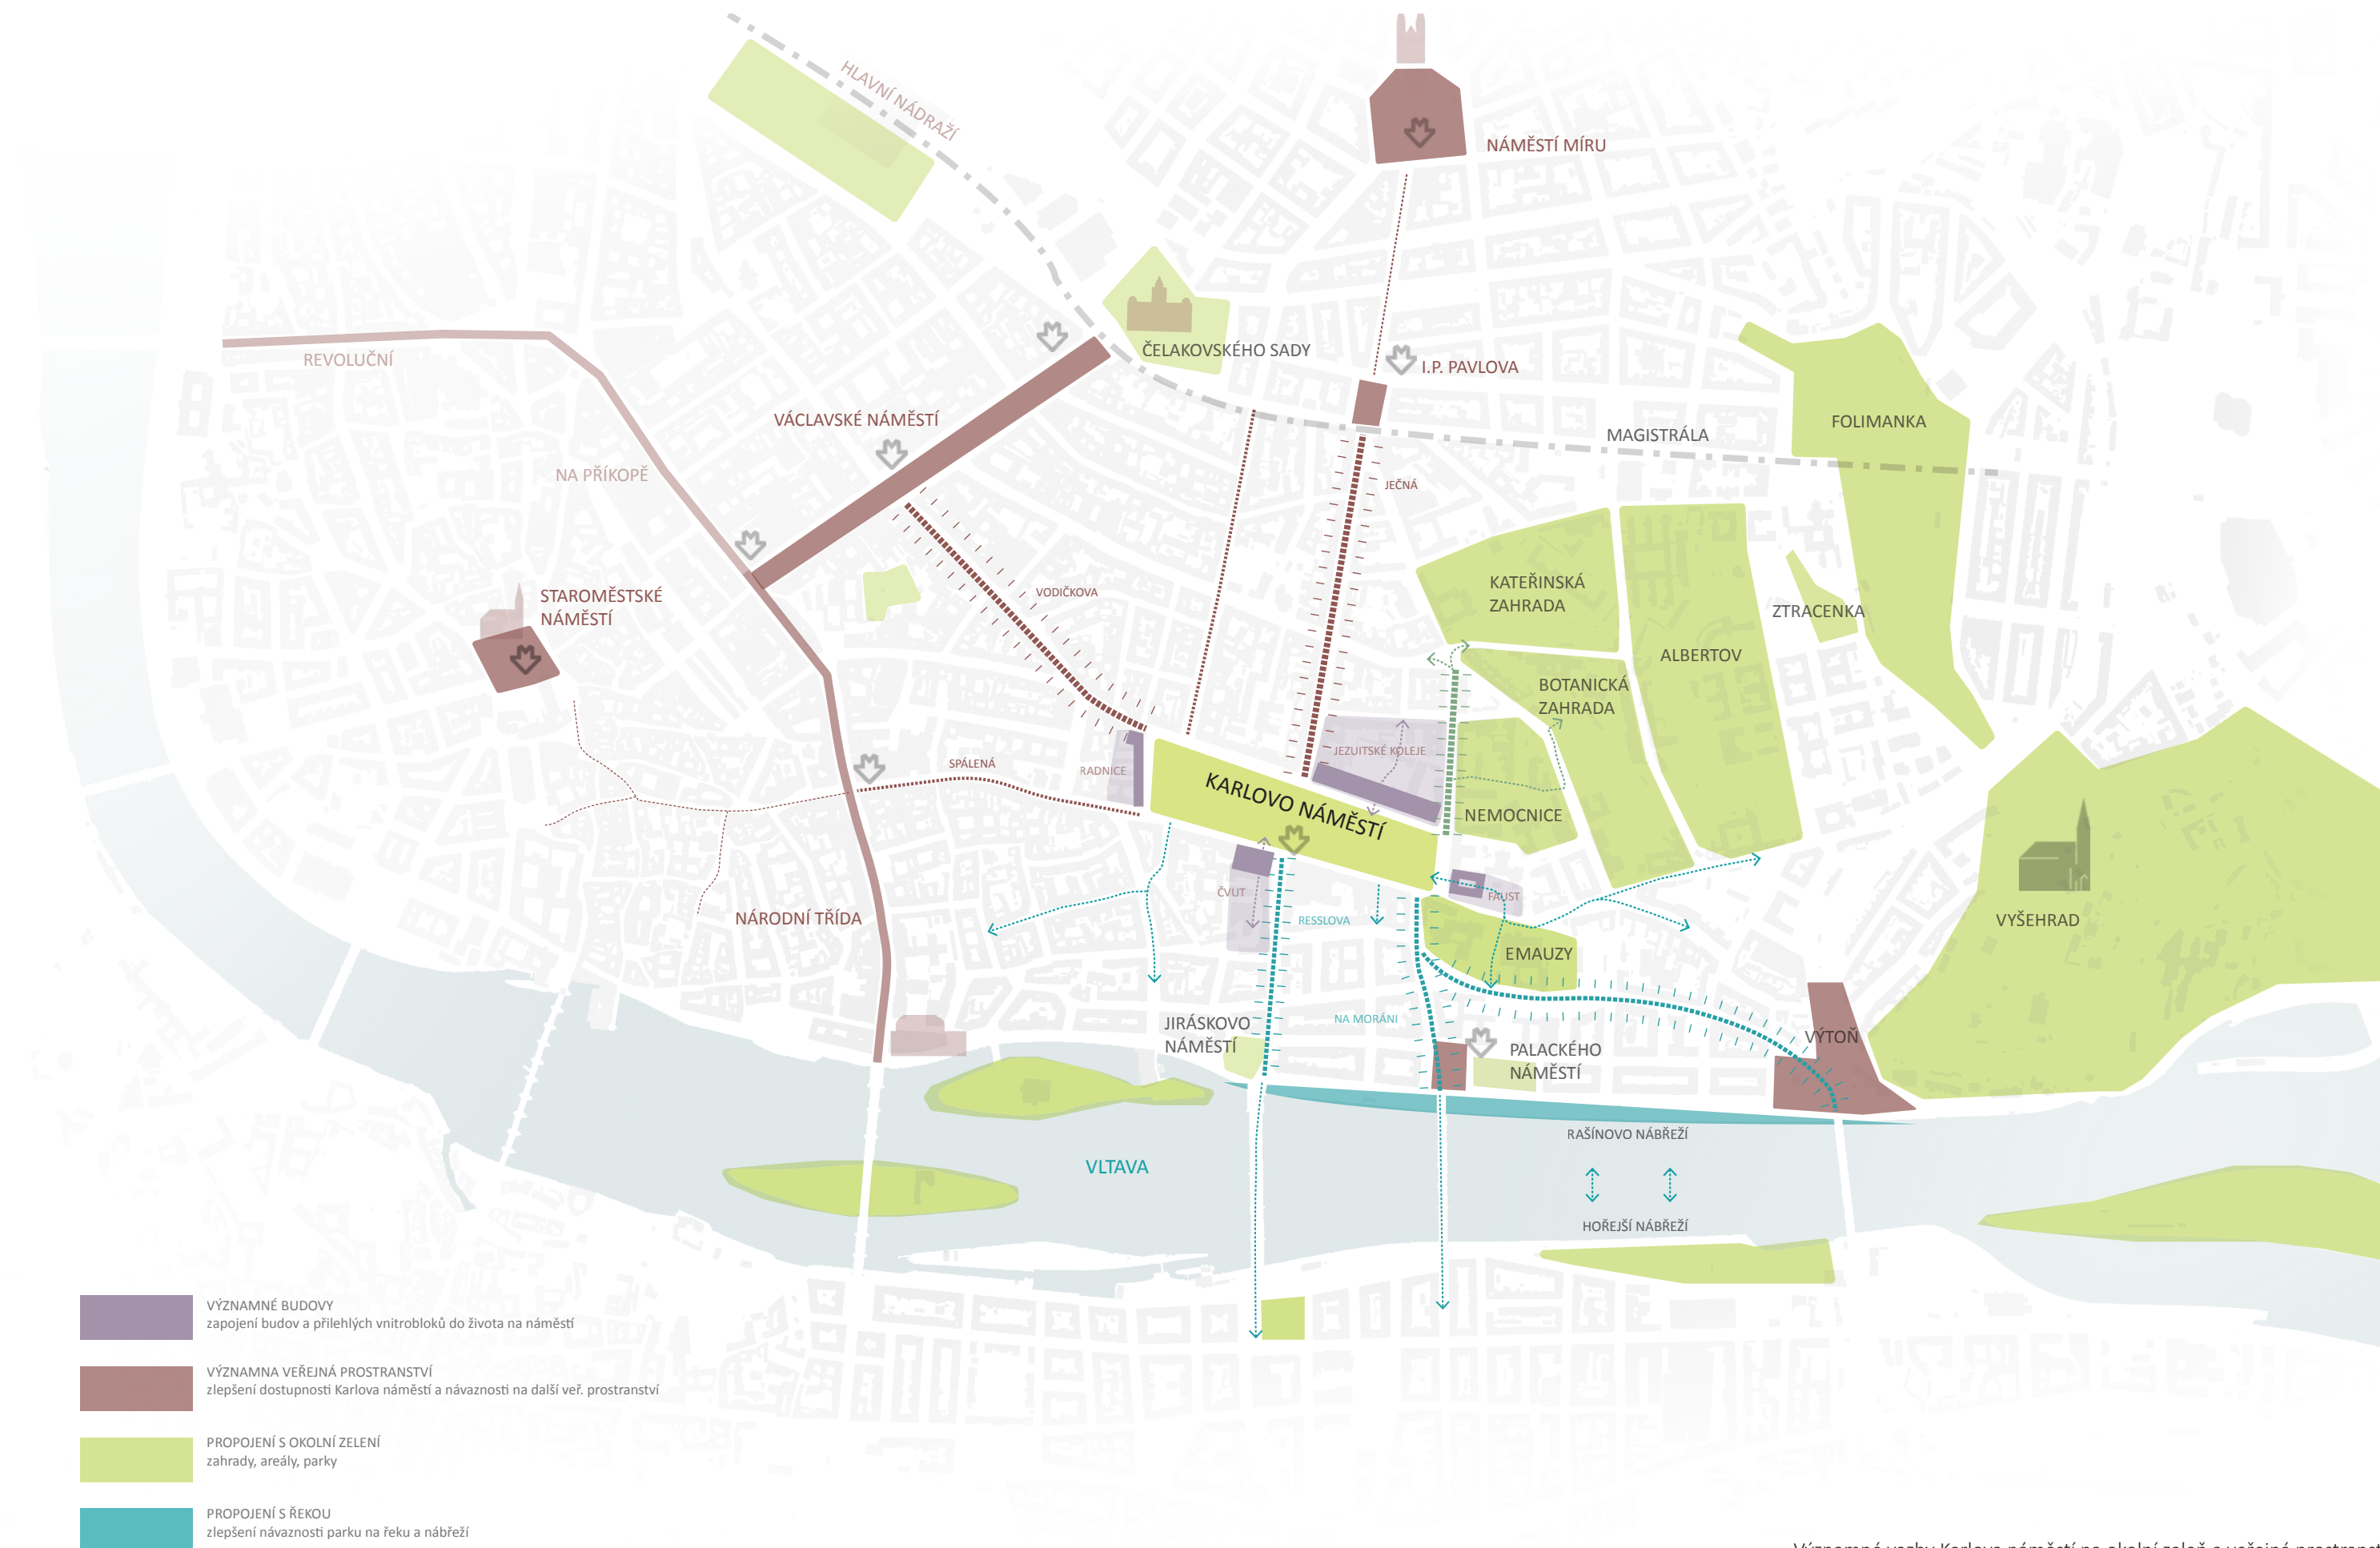 HLAVNÍ NÁDRAŽÍ
NÁMĚSTÍ MÍRU
REVOLUČNÍ
ČELAKOVSKÉHO SADY
I.P. PAVLOVA
VÁCLAVSKÉ NÁMĚSTÍ
FOLIMANKA
MAGISTRÁLA
NA PŘÍKOPĚ
JEČNÁ
STAROMĚSTSKÉ
NÁMĚSTÍ
VODIČKOVA
KATEŘINSKÁ
ZAHRADA
ZTRACENKA
ALBERTOV
BOTANICKÁ
ZAHRADA
JEZUITSKÉ KOLEJE
SPÁLENÁ
RADNICE
KARLOVO NÁMĚSTÍ
NEMOCNICE
ČVUT
FAUST
NÁRODNÍ TŘÍDA
RESSLOVA
VYŠEHRAD
EMAUZY
JIRÁSKOVO
NÁMĚSTÍ
NA MORÁNI
PALACKÉHO
NÁMĚSTÍ
VÝTOŇ
RAŠÍNOVO NÁBŘEŽÍ
VLTAVA
HOŘEJŠÍ NÁBŘEŽÍ
VÝZNAMNÉ BUDOVY
zapojení budov a přilehlých vnitrobloků do života na náměstí
VÝZNAMNA VEŘEJNÁ PROSTRANSTVÍ
zlepšení dostupnosti Karlova náměstí a návaznosti na další veř. prostranství
PROPOJENÍ S OKOLNÍ ZELENÍ
zahrady, areály, parky
PROPOJENÍ S ŘEKOU
zlepšení návaznosti parku na řeku a nábřeží